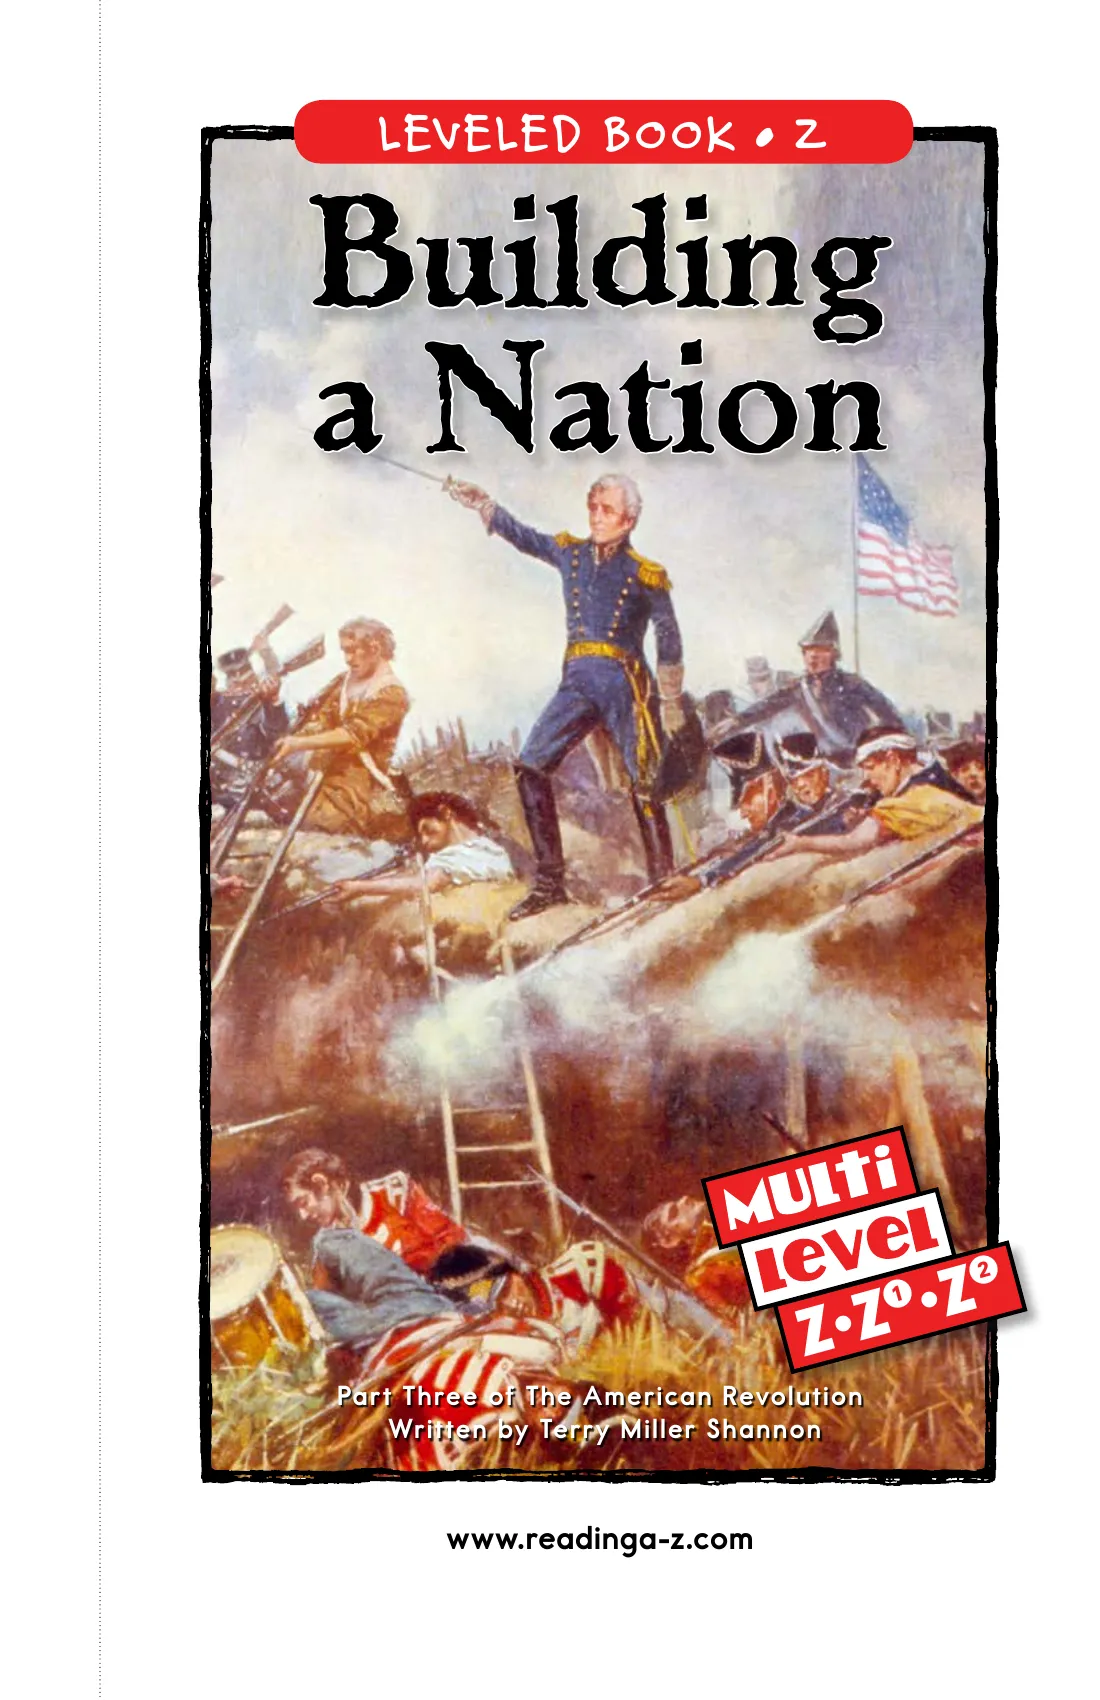 LEVELED BOOK • Z
Building
a Nation
MULTI
LEVEL
Z•Z①•Z②
Part Three of The American Revolution
Written by Terry Miller Shannon
www.readinga-z.com